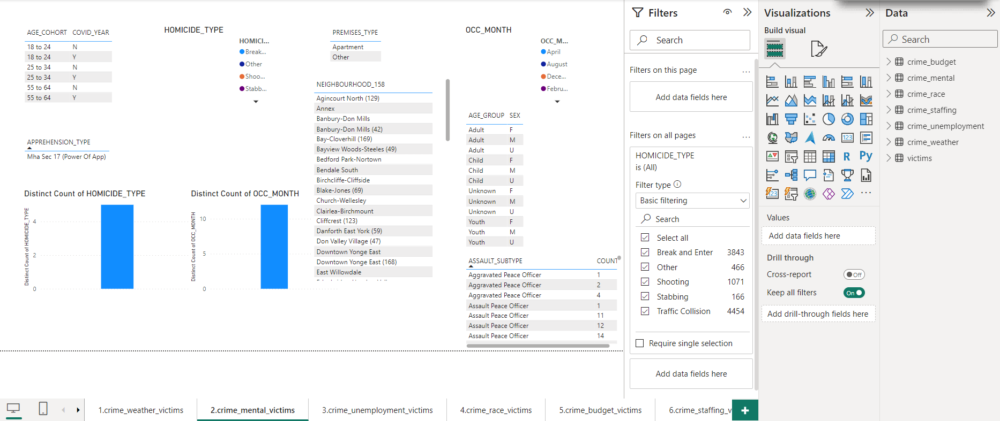 AGE_COHORT COVID_YEAR
18 to 24 N
18 to 24 Y
25 to 34 N
25 to 34 Y
55 to 64 N
55 to 64 Y
APPREHENSION_TYPE
Mha Sec 17 (Power Of App)
HOMICIDE_TYPE
HOMICI...
Break...
Other
Shoo...
Stabb...
Distinct Count of HOMICIDE_TYPE
Distinct Count of HOMICIDE_TYPE
4
2
0
Distinct Count of OCC_MONTH
Distinct Count of OCC_MONTH
10
5
0
PREMISES_TYPE
Apartment
Other
NEIGHBOURHOOD_158
Agincourt North (129)
Annex
Banbury-Don Mills
Banbury-Don Mills (42)
Bay-Cloverhill (169)
Bayview Woods-Steeles (49)
Bedford Park-Nortown
Bendale South
Birchcliffe-Cliffside
Blake-Jones (69)
Church-Wellesley
Clairlea-Birchmount
Cliffcrest (123)
Danforth East York (59)
Don Valley Village (47)
Downtown Yonge East
Downtown Yonge East (168)
East Willowdale
OCC_MONTH
OCC_M...
April
August
Dece...
Febru...
AGE_GROUP SEX
Adult F
Adult M
Adult U
Child F
Child M
Child U
Unknown F
Unknown M
Unknown U
Youth F
Youth M
Youth U
ASSAULT_SUBTYPE COUNT
Aggravated Peace Officer 1
Aggravated Peace Officer 2
Aggravated Peace Officer 4
Assault Peace Officer 1
Assault Peace Officer 11
Assault Peace Officer 12
Assault Peace Officer 14
Filters
Search
Filters on this page ...
Add data fields here
Filters on all pages ...
HOMICIDE_TYPE
is (All)
Filter type
Basic filtering
Search
Select all
Break and Enter 3843
Other 466
Shooting 1071
Stabbing 166
Traffic Collision 4454
Require single selection
Add data fields here
Visualizations
Build visual
123
R
Py
123
...
Values
Add data fields here
Drill through
Cross-report Off
Keep all filters On
Add drill-through fields here
Data
Search
crime_budget
crime_mental
crime_race
crime_staffing
crime_unemployment
crime_weather
victims
1.crime_weather_victims
2.crime_mental_victims
3.crime_unemployment_victims
4.crime_race_victims
5.crime_budget_victims
6.crime_staffing_v
+